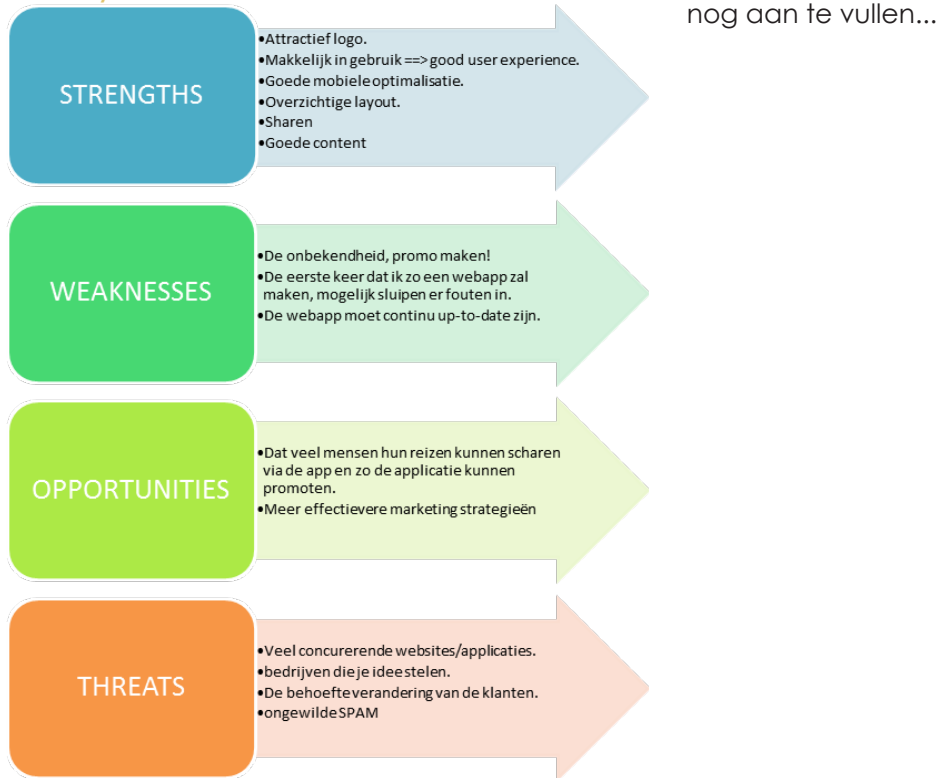 nog aan te vullen...
STRENGTHS
•Attractief logo.
•Makkelijk in gebruik ==> good user experience.
•Goede mobiele optimalisatie.
•Overzichtige layout.
•Sharen
•Goede content
WEAKNESSES
•De onbekendheid, promo maken!
•De eerste keer dat ik zo een webapp zal
maken, mogelijk sluipen er fouten in.
•De webapp moet continu up-to-date zijn.
OPPORTUNITIES
•Dat veel mensen hun reizen kunnen scharen
via de app en zo de applicatie kunnen
promoten.
•Meer effectievere marketing strategieën
THREATS
•Veel concurerende websites/applicaties.
•bedrijven die je idee stelen.
•De behoefte verandering van de klanten.
•ongewilde SPAM